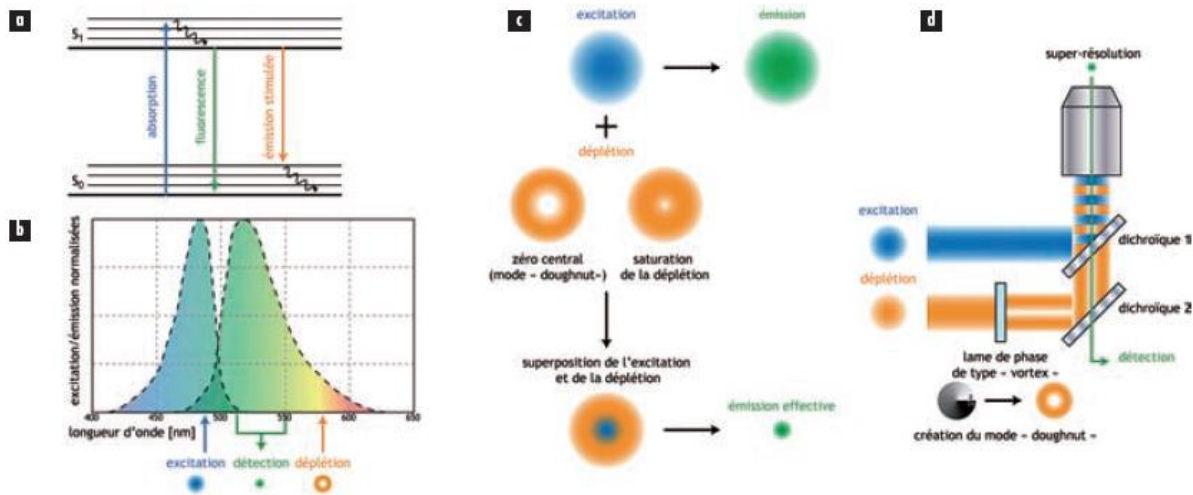 a
S₁
absorption
fluorescence
émission stimulée
S₀
b
excitation/émission normalisées
400 450 500 550 600 650
longueur d'onde [nm]
excitation détection déplétion
c
excitation
émission
+
déplétion
zéro central
(mode « doughnut»)
saturation
de la déplétion
superposition de l'excitation
et de la déplétion
émission effective
d
super-résolution
excitation
dichroïque 1
déplétion
dichroïque 2
lame de phase
de type « vortex »
détection
création du mode « doughnut »